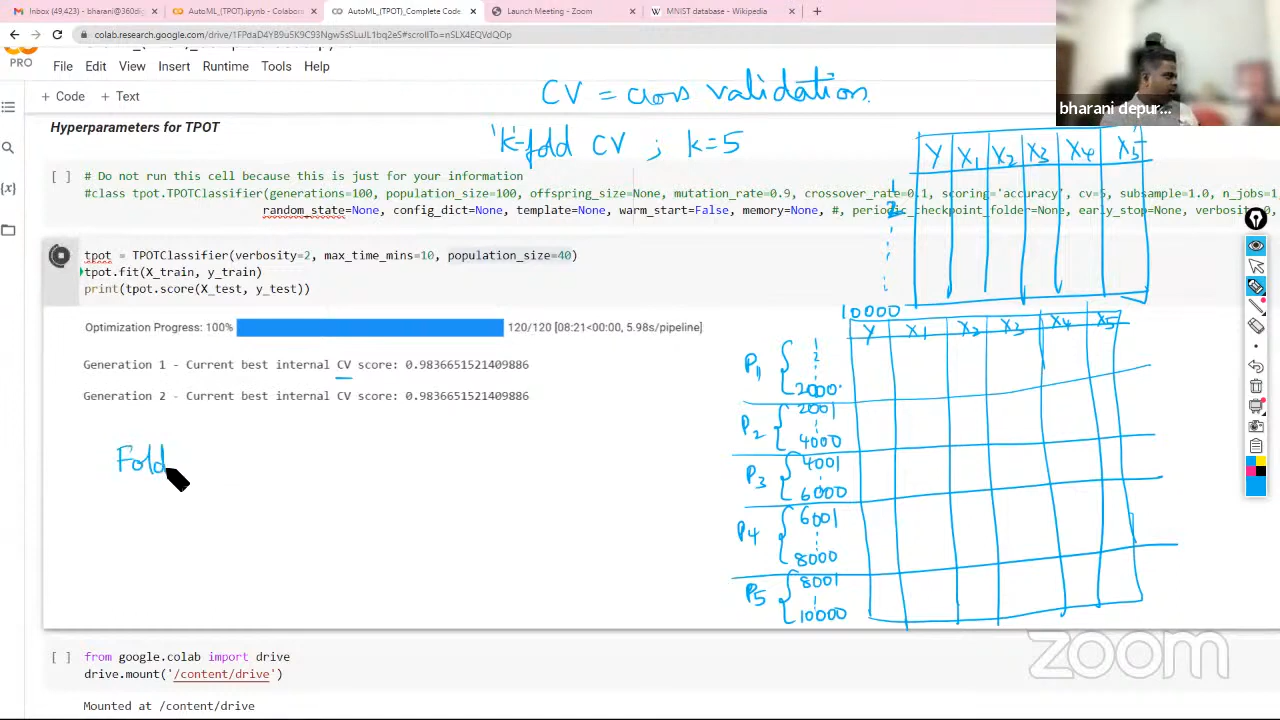 Inbox (49,423) - bharani@360dig
AutoML_(TPOT).ipynb - Colabora
AutoML_(TPOT)_Complete Code.
Launch Meeting - Zoom
MNIST database - Wikipedia
colab.research.google.com/drive/
PRO
File Edit View Insert Runtime Tools Help
+ Code + Text
CV = cross validation.
'k'-fold CV ; k=5
bharani depur...
Hyperparameters for TPOT
[ ] # Do not run this cell because this is just for your information
#class tpot.TPOTClassifier(generations=100, population_size=100, offspring_size=None, mutation_rate=0.9, crossover_rate=0.1, scoring='accuracy', cv=5, subsample=1.0, n_jobs=1,
random_state=None, config_dict=None, template=None, warm_start=False, memory=None, #, periodic_checkpoint_folder=None, early_stop=None, verbosity=0,
tpot = TPOTClassifier(verbosity=2, max_time_mins=10, population_size=40)
tpot.fit(X_train, y_train)
print(tpot.score(X_test, y_test))
Optimization Progress: 100% 120/120 [08:21<00:00, 5.98s/pipeline]
Generation 1 - Current best internal CV score: 0.9836651521409886
Generation 2 - Current best internal CV score: 0.9836651521409886
Fold
Y X1 X2 X3 X4 X5
1
2
10000
Y X1 X2 X3 X4 X5
P1 { 1
2
2000
P2 { 2001
4000
P3 { 4001
6000
P4 { 6001
8000
P5 { 8001
10000
zoom
[ ] from google.colab import drive
drive.mount('/content/drive')
Mounted at /content/drive